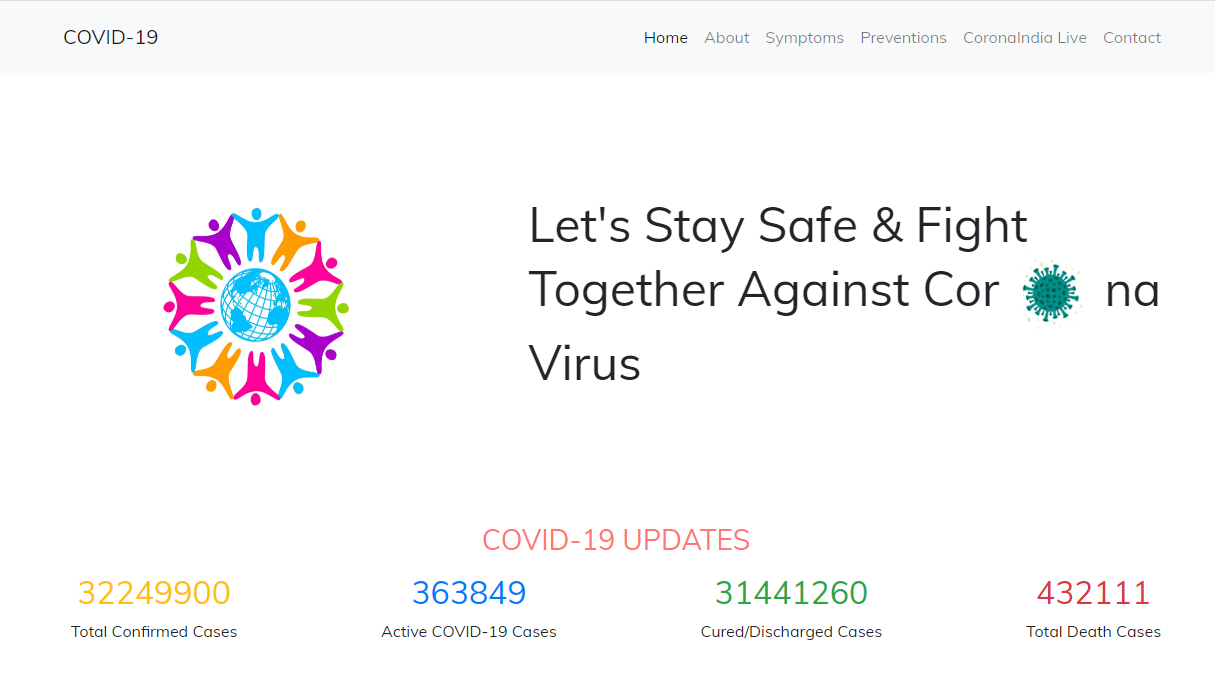 COVID-19
Home About Symptoms Preventions CoronaIndia Live Contact
Let's Stay Safe & Fight
Together Against Cor na
Virus
COVID-19 UPDATES
32249900 363849 31441260 432111
Total Confirmed Cases Active COVID-19 Cases Cured/Discharged Cases Total Death Cases